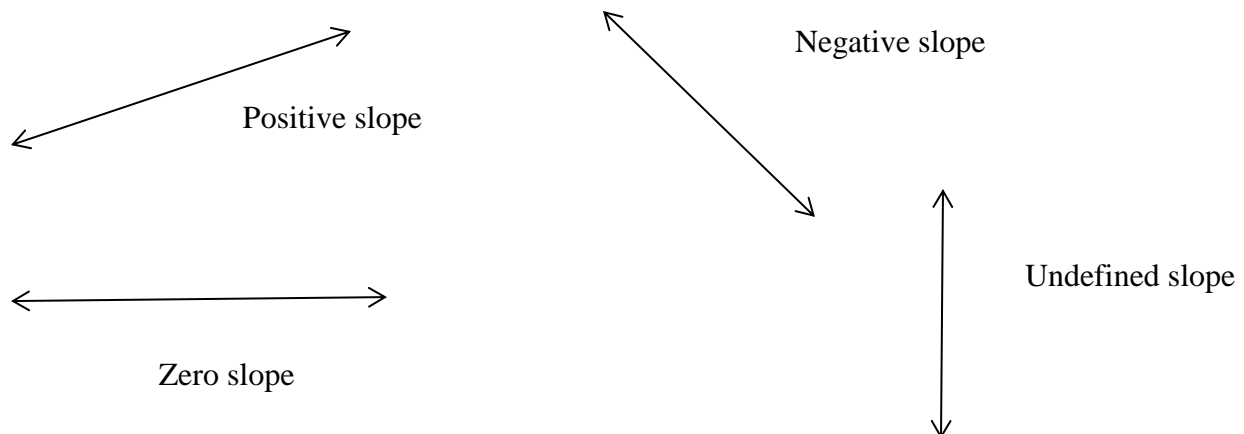 Negative slope
Positive slope
Undefined slope
Zero slope